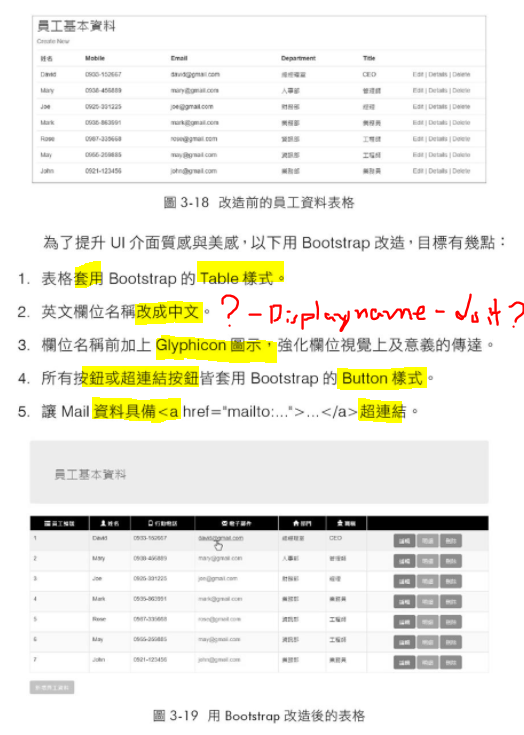 員工基本資料
Create New
姓名 Mobile Email Department Title
David 0933-152667 david@gmail.com 總經理室 CEO Edit | Details | Delete
Mary 0938-456889 mary@gmail.com 人事部 管理師 Edit | Details | Delete
Joe 0925-331225 joe@gmail.com 財務部 經理 Edit | Details | Delete
Mark 0935-863991 mark@gmail.com 業務部 業務員 Edit | Details | Delete
Rose 0987-335668 rose@gmail.com 資訊部 工程師 Edit | Details | Delete
May 0955-259885 may@gmail.com 資訊部 工程師 Edit | Details | Delete
John 0921-123456 john@gmail.com 業務部 業務員 Edit | Details | Delete
圖 3-18 改造前的員工資料表格
為了提升 UI 介面質感與美感,以下用 Bootstrap 改造,目標有幾點:
1. 表格套用 Bootstrap 的 Table 樣式。
2. 英文欄位名稱改成中文。 ? - Displayname - do it?
3. 欄位名稱前加上 Glyphicon 圖示,強化欄位視覺上及意義的傳達。
4. 所有按鈕或超連結按鈕皆套用 Bootstrap 的 Button 樣式。
5. 讓 Mail 資料具備<a href="mailto:...">...</a>超連結。
員工基本資料
員工編號 姓名 行動電話 電子郵件 部門 職稱
1 David 0933-152667 david@gmail.com 總經理室 CEO 編輯 明細 刪除
2 Mary 0938-456889 mary@gmail.com 人事部 管理師 編輯 明細 刪除
3 Joe 0925-331225 joe@gmail.com 財務部 經理 編輯 明細 刪除
4 Mark 0935-863991 mark@gmail.com 業務部 業務員 編輯 明細 刪除
5 Rose 0987-335668 rose@gmail.com 資訊部 工程師 編輯 明細 刪除
6 May 0955-259885 may@gmail.com 資訊部 工程師 編輯 明細 刪除
7 John 0921-123456 john@gmail.com 業務部 業務員 編輯 明細 刪除
新增員工資料
圖 3-19 用 Bootstrap 改造後的表格